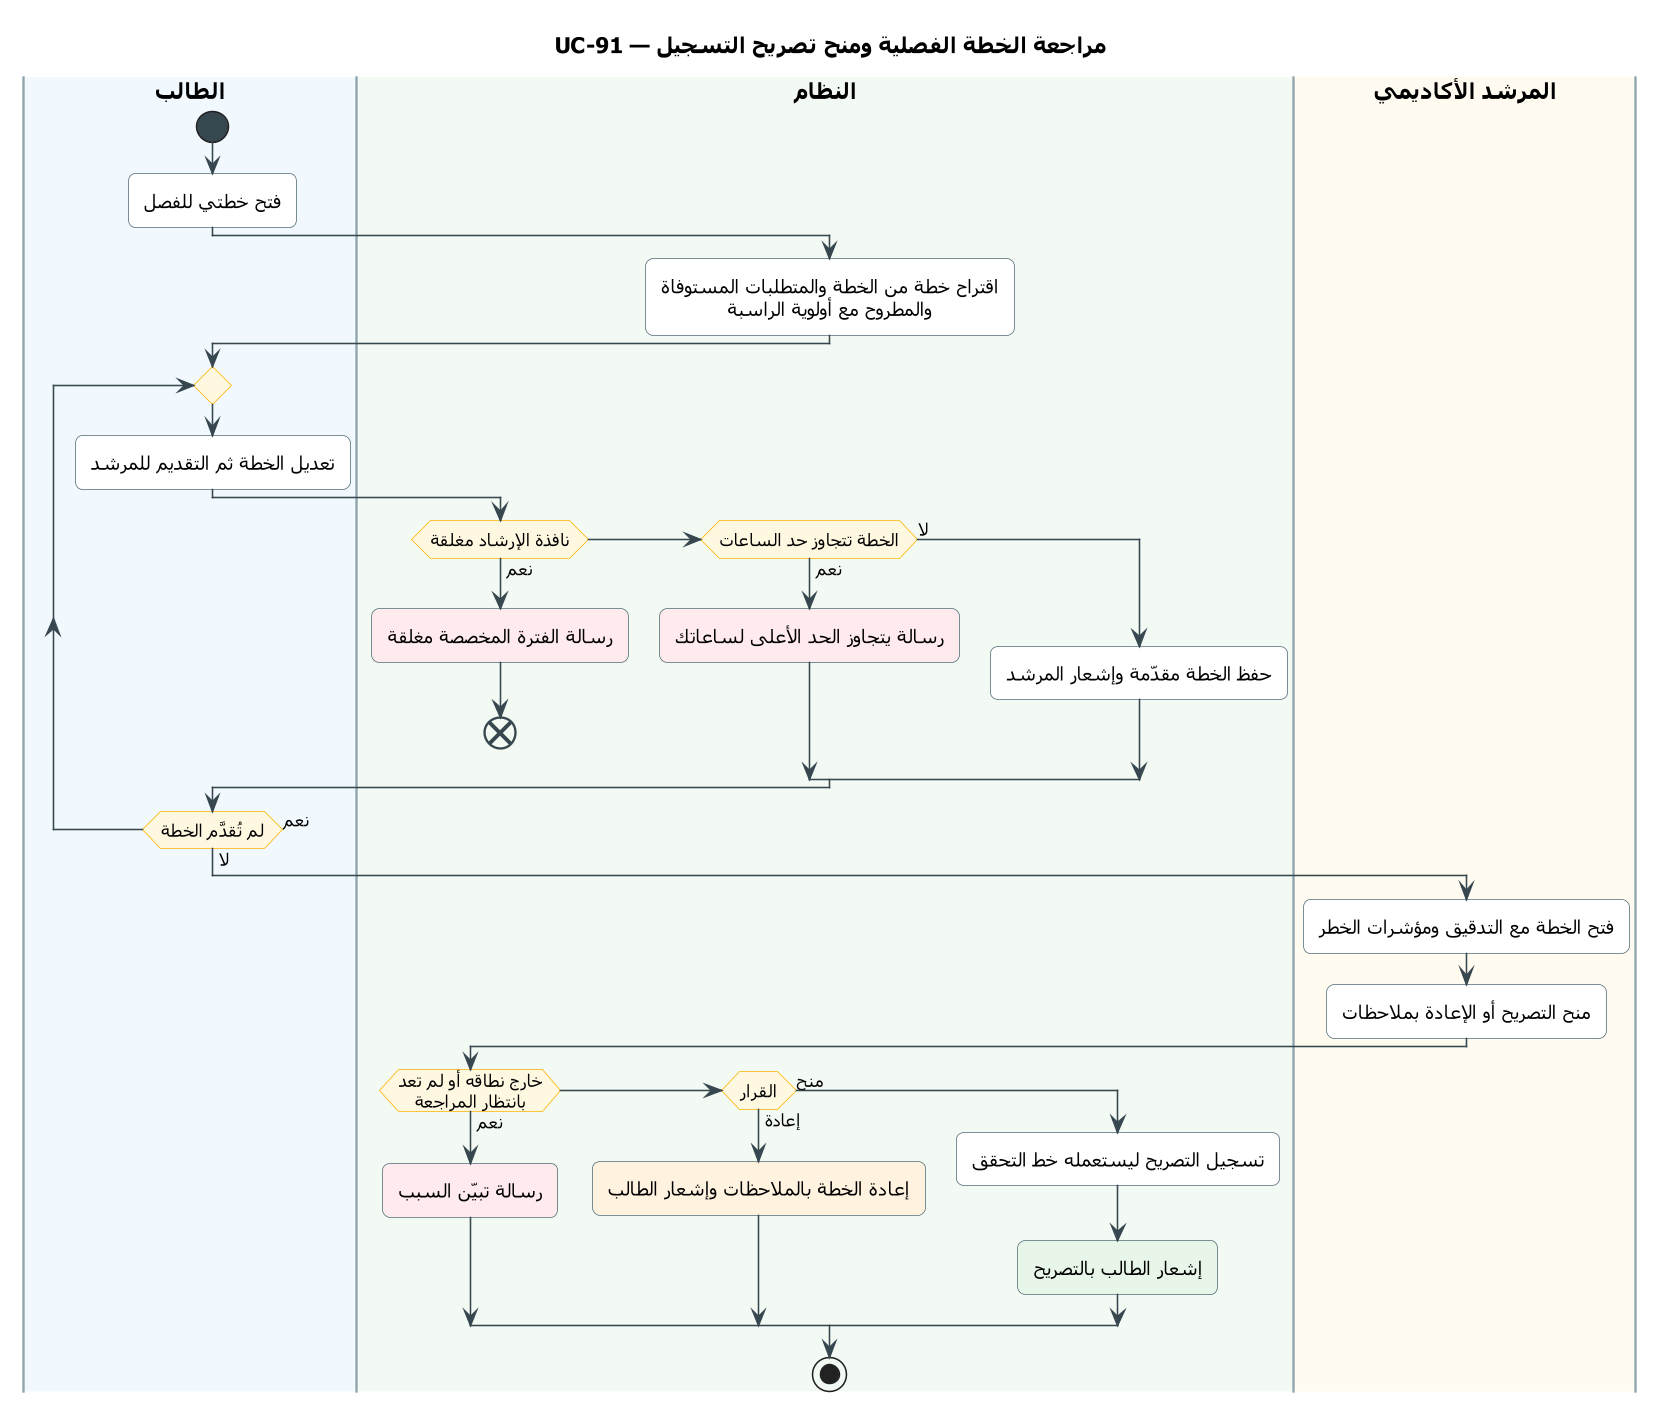 مراجعة الخطة الفصلية ومنح تصريح التسجيل — UC-91
الطالب
النظام
المرشد الأكاديمي
فتح خطتي للفصل
اقتراح خطة من الخطة والمتطلبات المستوفاة
والمطروح مع أولوية الراسبة
تعديل الخطة ثم التقديم للمرشد
نافذة الإرشاد مغلقة
نعم
الخطة تتجاوز حد الساعات
لا
نعم
رسالة الفترة المخصصة مغلقة
رسالة يتجاوز الحد الأعلى لساعاتك
حفظ الخطة مقدّمة وإشعار المرشد
لم تُقدَّم الخطة
نعم
لا
فتح الخطة مع التدقيق ومؤشرات الخطر
منح التصريح أو الإعادة بملاحظات
خارج نطاقه أو لم تعد
بانتظار المراجعة
نعم
القرار
منح
إعادة
رسالة تبيّن السبب
إعادة الخطة بالملاحظات وإشعار الطالب
تسجيل التصريح ليستعمله خط التحقق
إشعار الطالب بالتصريح